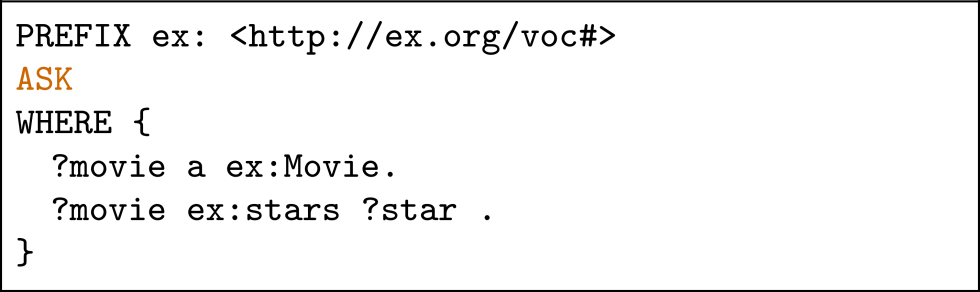 PREFIX ex: <http://ex.org/voc#>
ASK
WHERE {
  ?movie a ex:Movie.
  ?movie ex:stars ?star .
}